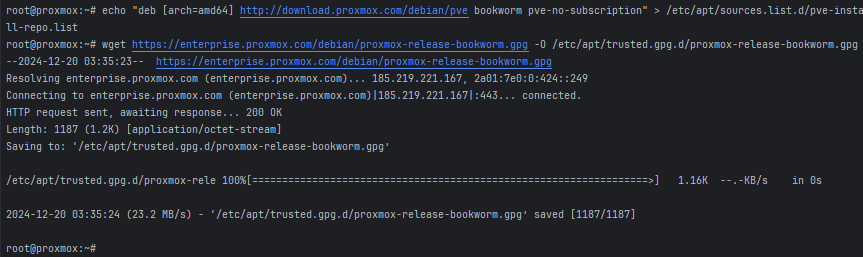 root@proxmox:~# echo "deb [arch=amd64] http://download.proxmox.com/debian/pve bookworm pve-no-subscription" > /etc/apt/sources.list.d/pve-insta
ll-repo.list
root@proxmox:~# wget https://enterprise.proxmox.com/debian/proxmox-release-bookworm.gpg -O /etc/apt/trusted.gpg.d/proxmox-release-bookworm.gpg
--2024-12-20 03:35:23--  https://enterprise.proxmox.com/debian/proxmox-release-bookworm.gpg
Resolving enterprise.proxmox.com (enterprise.proxmox.com)... 185.219.221.167, 2a01:7e0:0:424::249
Connecting to enterprise.proxmox.com (enterprise.proxmox.com)|185.219.221.167|:443... connected.
HTTP request sent, awaiting response... 200 OK
Length: 1187 (1.2K) [application/octet-stream]
Saving to: ‘/etc/apt/trusted.gpg.d/proxmox-release-bookworm.gpg’
/etc/apt/trusted.gpg.d/proxmox-rele 100%[==================================================================>]   1.16K  --.-KB/s    in 0s
2024-12-20 03:35:24 (23.2 MB/s) - ‘/etc/apt/trusted.gpg.d/proxmox-release-bookworm.gpg’ saved [1187/1187]
root@proxmox:~#